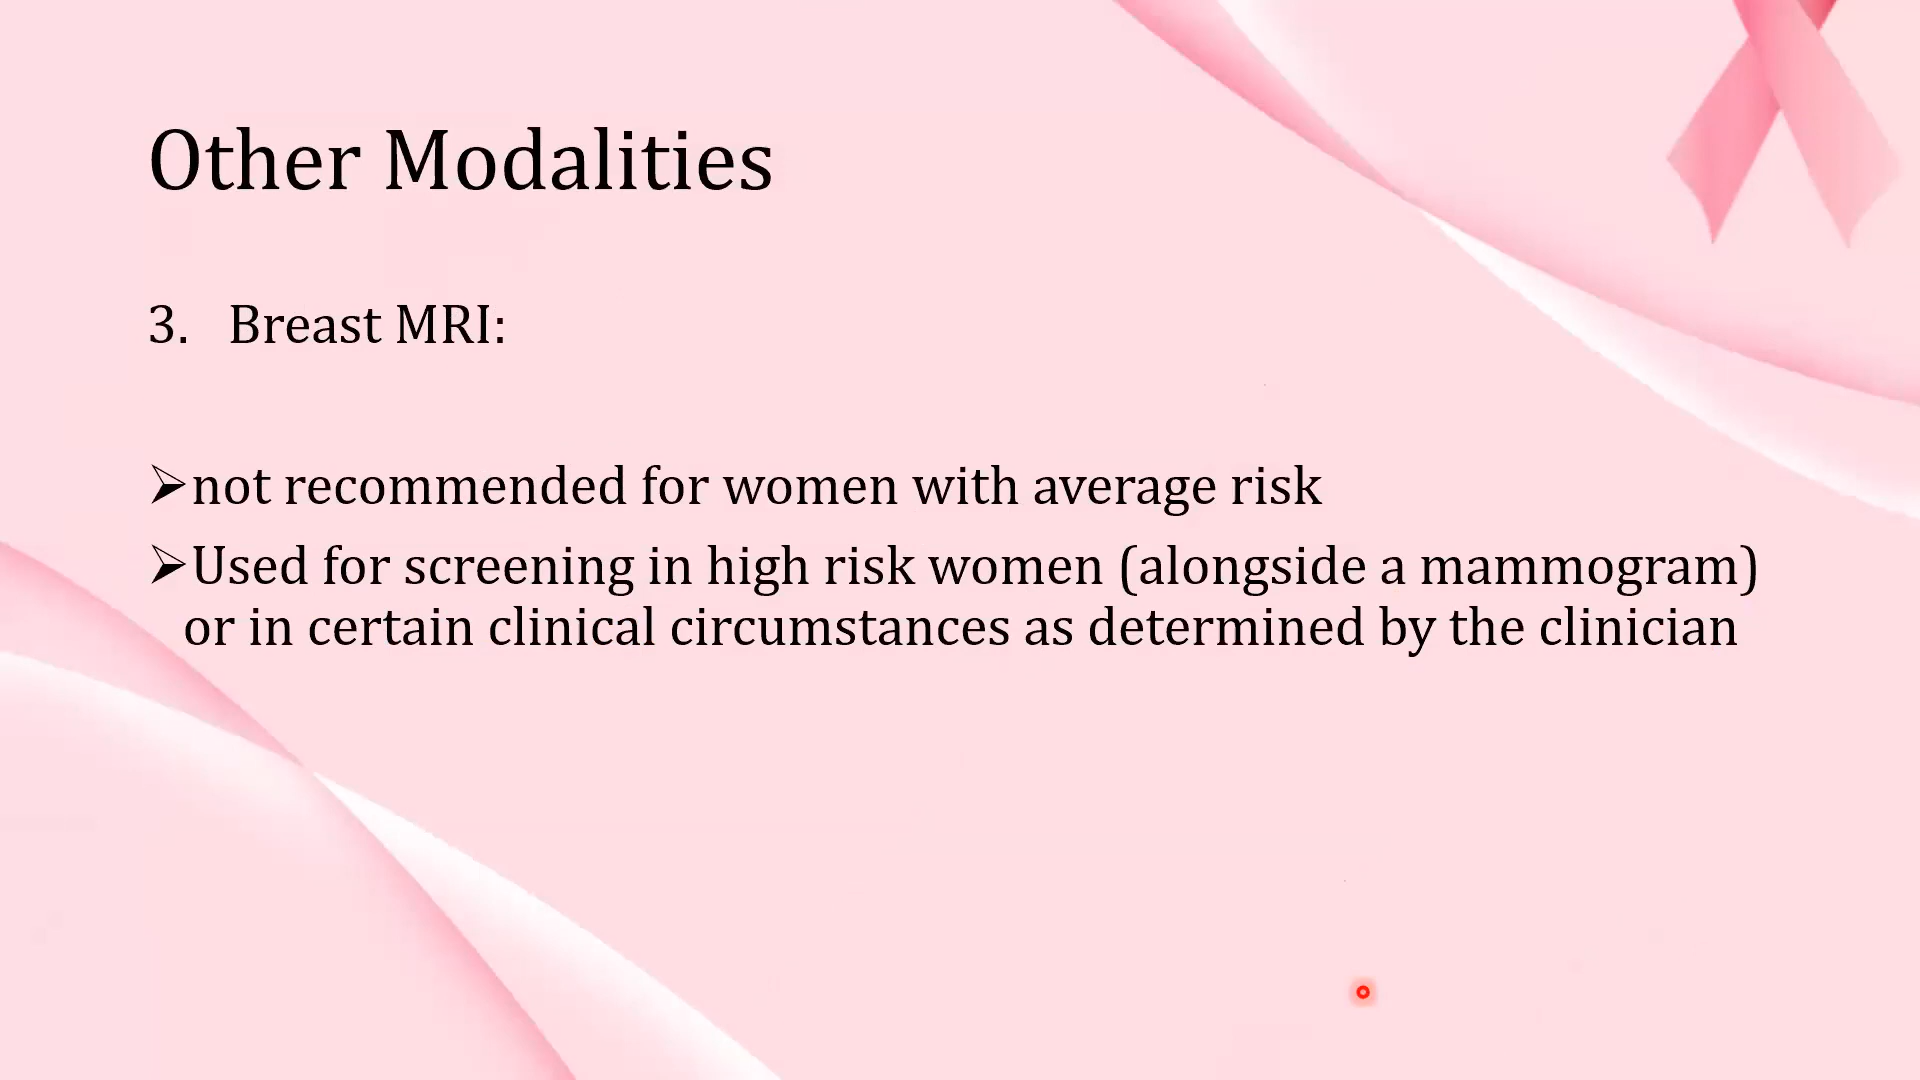 Other Modalities
3. Breast MRI:
➢not recommended for women with average risk
➢Used for screening in high risk women (alongside a mammogram)
or in certain clinical circumstances as determined by the clinician